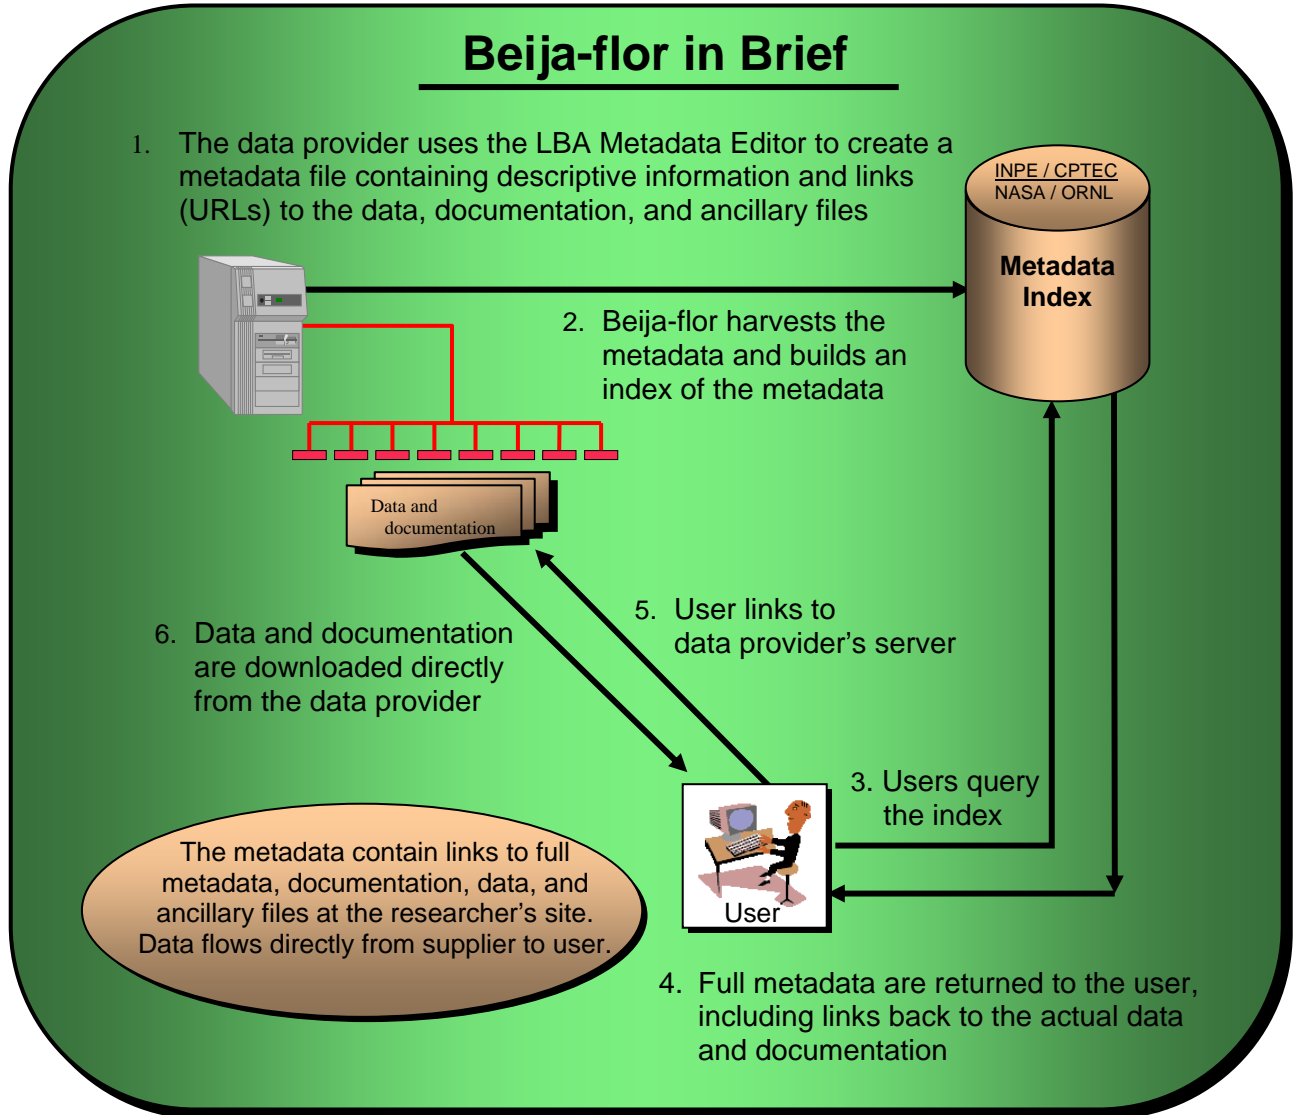 Beija-flor in Brief
1. The data provider uses the LBA Metadata Editor to create a
metadata file containing descriptive information and links
(URLs) to the data, documentation, and ancillary files
INPE / CPTEC
NASA / ORNL
Metadata
Index
2. Beija-flor harvests the
metadata and builds an
index of the metadata
Data and
documentation
5. User links to
data provider's server
6. Data and documentation
are downloaded directly
from the data provider
3. Users query
the index
The metadata contain links to full
metadata, documentation, data, and
ancillary files at the researcher's site.
Data flows directly from supplier to user.
User
4. Full metadata are returned to the user,
including links back to the actual data
and documentation